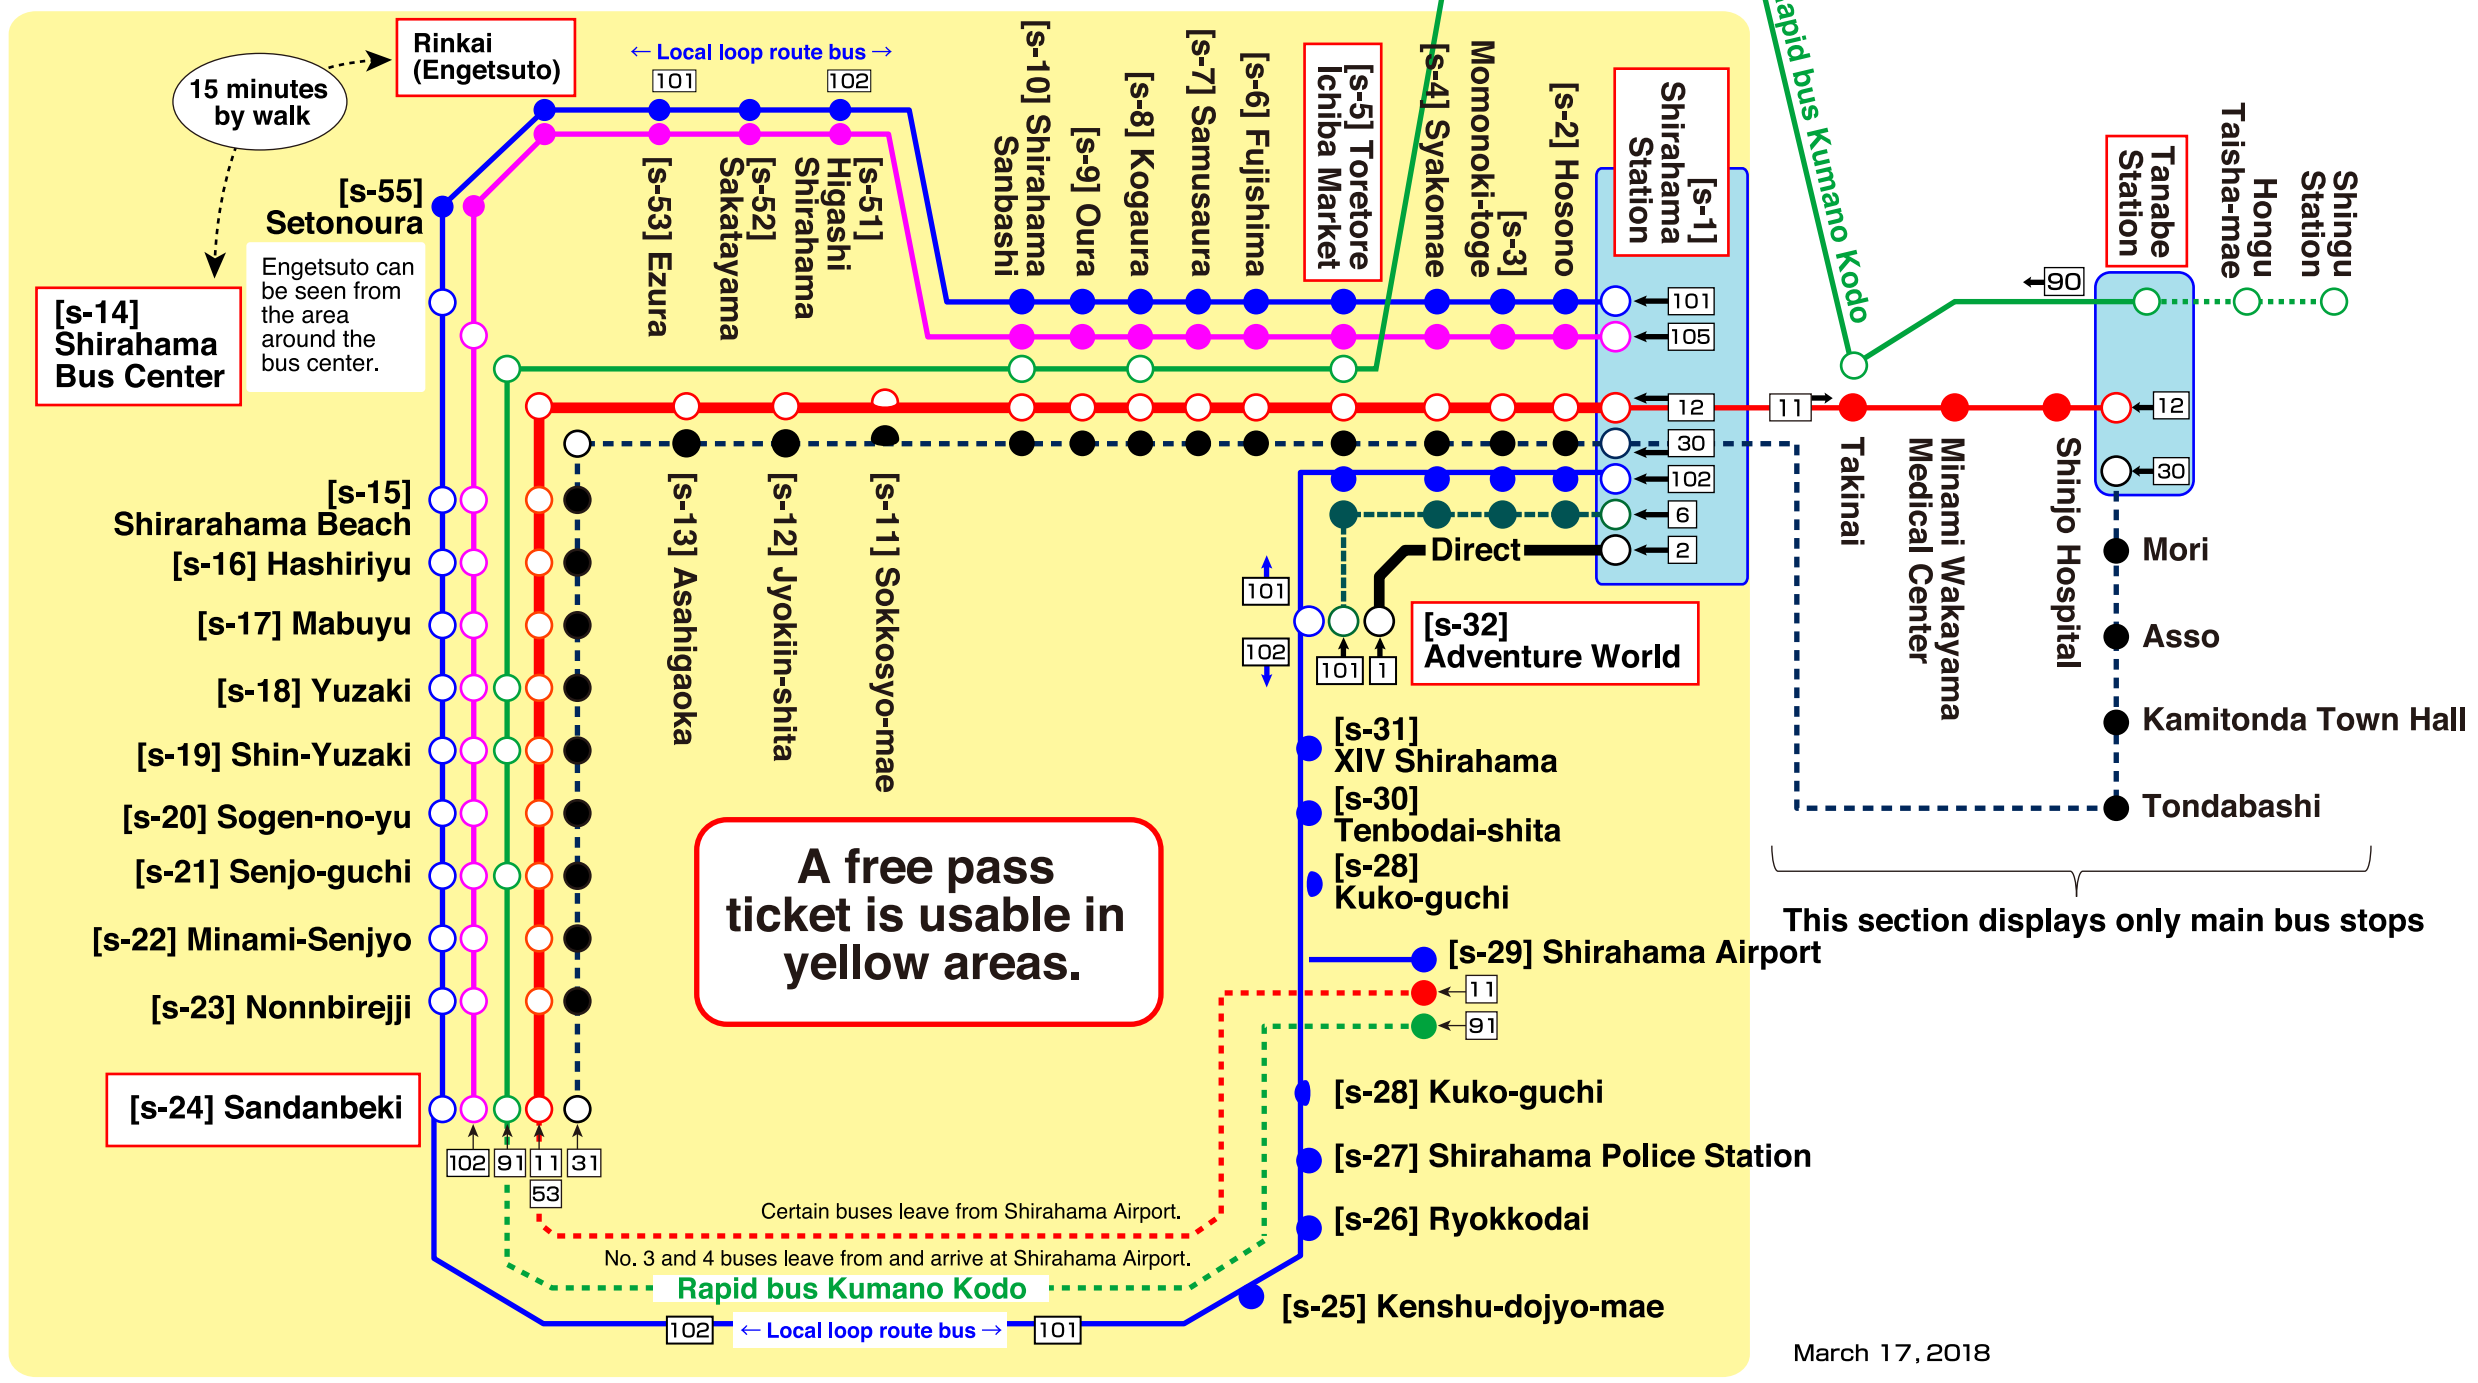 Rinkai
(Engetsuto)
← Local loop route bus →
101
102
15 minutes
by walk
[s-55]
Setonoura
Engetsuto can
be seen from
the area
around the
bus center.
[s-14]
Shirahama
Bus Center
[s-53] Ezura
[s-52]
Sakatayama
[s-51]
Higashi
Shirahama
[s-10] Shirahama
Sanbashi
[s-9] Oura
[s-8] Kogaura
[s-7] Samusaura
[s-6] Fujishima
[s-5] Toretore
Ichiba Market
[s-4] Syakomae
[s-3]
Momonoki-toge
[s-2] Hosono
[s-1]
Shirahama
Station
101
105
12
30
102
6
2
11
Rapid bus Kumano Kodo
90
Tanabe
Station
Hongu
Taisha-mae
Shingu
Station
12
30
Takinai
Minami Wakayama
Medical Center
Shinjo Hospital
Mori
Asso
Kamitonda Town Hall
Tondabashi
This section displays only main bus stops
[s-15]
Shirarahama Beach
[s-16] Hashiriyu
[s-17] Mabuyu
[s-18] Yuzaki
[s-19] Shin-Yuzaki
[s-20] Sogen-no-yu
[s-21] Senjo-guchi
[s-22] Minami-Senjyo
[s-23] Nonnbirejji
[s-24] Sandanbeki
102
91
11
31
53
[s-13] Asahigaoka
[s-12] Jyokiin-shita
[s-11] Sokkosyo-mae
Direct
101
102
101
1
[s-32]
Adventure World
[s-31]
XIV Shirahama
[s-30]
Tenbodai-shita
[s-28]
Kuko-guchi
[s-29] Shirahama Airport
11
91
[s-28] Kuko-guchi
[s-27] Shirahama Police Station
[s-26] Ryokkodai
[s-25] Kenshu-dojyo-mae
A free pass
ticket is usable in
yellow areas.
Certain buses leave from Shirahama Airport.
No. 3 and 4 buses leave from and arrive at Shirahama Airport.
Rapid bus Kumano Kodo
102
← Local loop route bus →
101
March 17, 2018